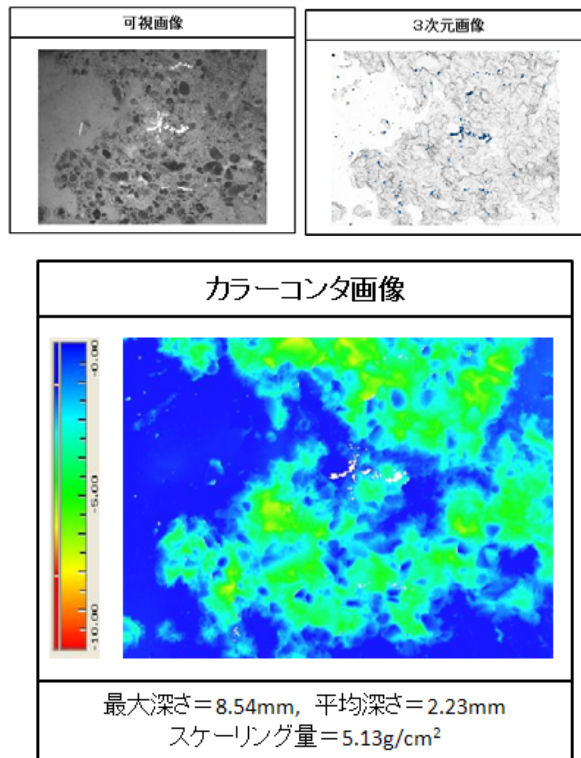 可視画像
3次元画像
カラーコンタ画像
-0.00
-5.00
-10.00
最大深さ=8.54mm, 平均深さ=2.23mm
スケーリング量=5.13g/cm²